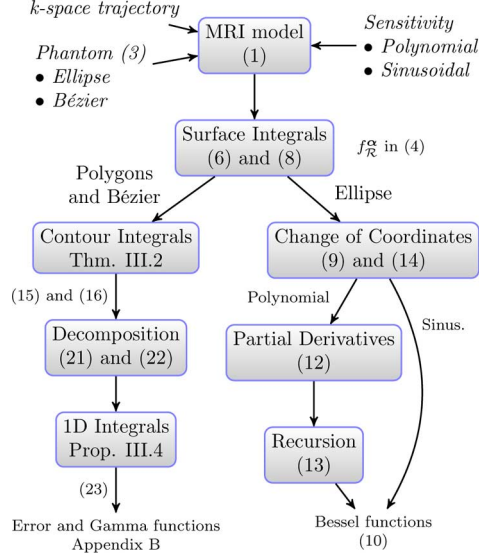 k-space trajectory
MRI model
(1)
Sensitivity
• Polynomial
• Sinusoidal
Phantom (3)
• Ellipse
• Bézier
Surface Integrals
(6) and (8)
f_R^α in (4)
Polygons
and Bézier
Ellipse
Contour Integrals
Thm. III.2
Change of Coordinates
(9) and (14)
(15) and (16)
Polynomial
Sinus.
Decomposition
(21) and (22)
Partial Derivatives
(12)
1D Integrals
Prop. III.4
Recursion
(13)
(23)
Error and Gamma functions
Appendix B
Bessel functions
(10)